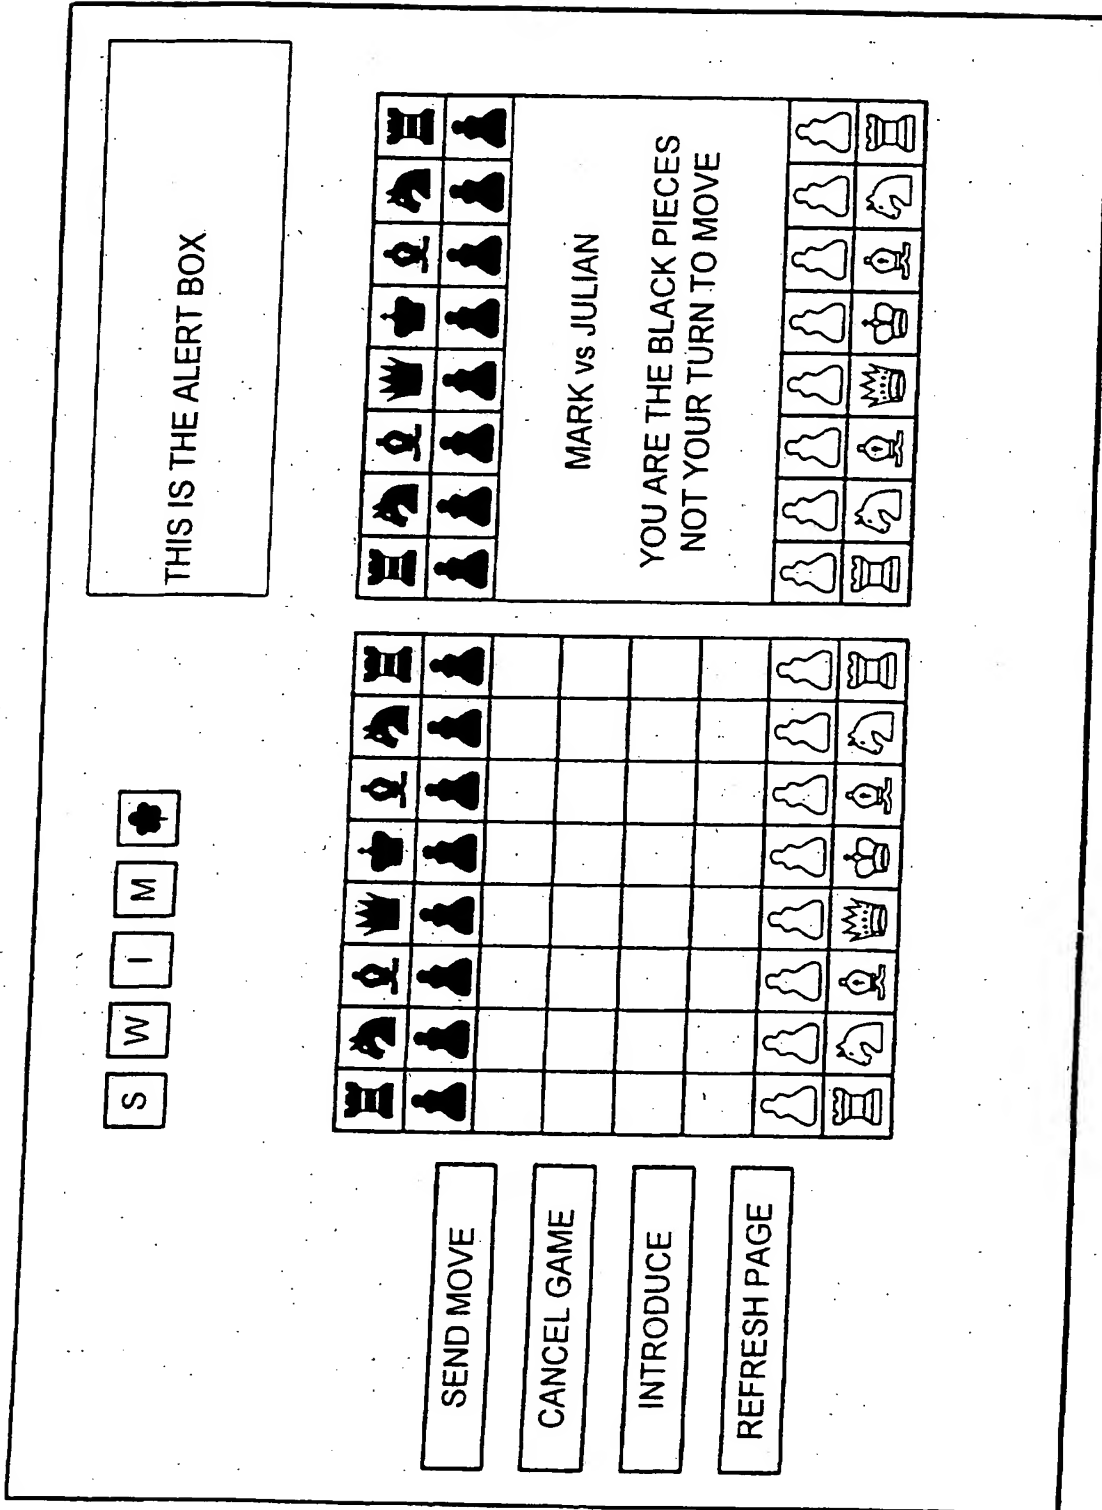 S W I M
THIS IS THE ALERT BOX
SEND MOVE
CANCEL GAME
INTRODUCE
REFRESH PAGE
MARK vs JULIAN
YOU ARE THE BLACK PIECES
NOT YOUR TURN TO MOVE